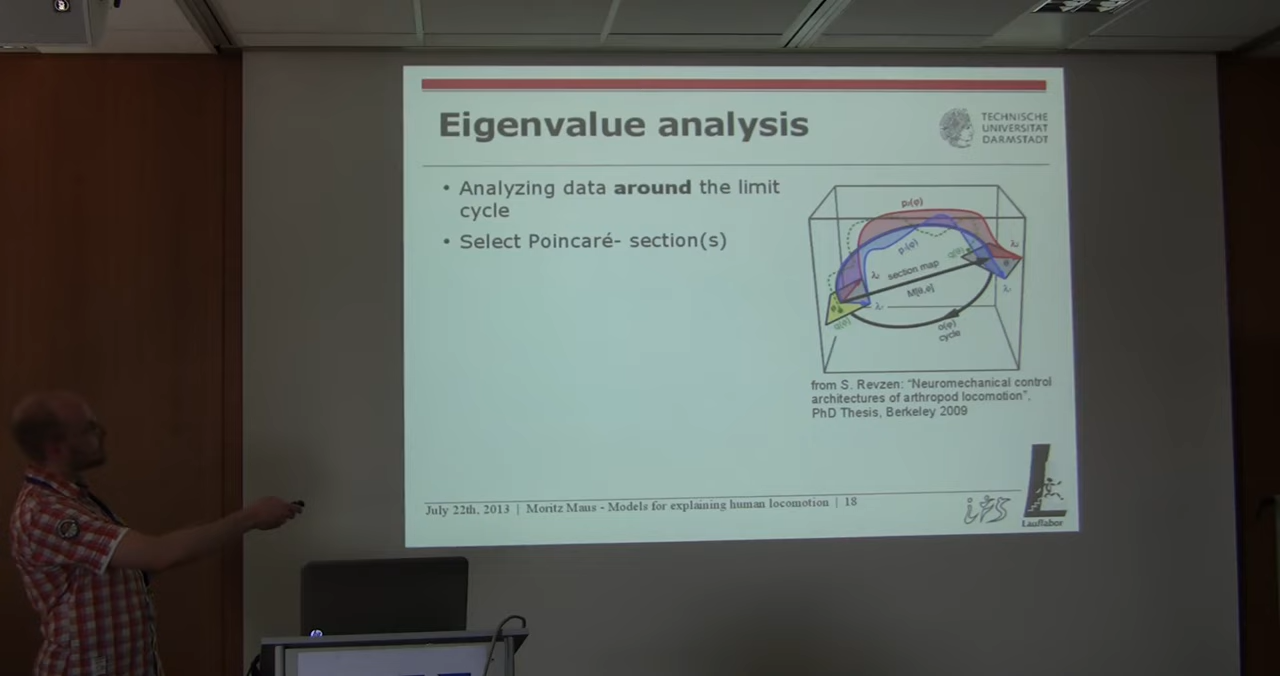 Eigenvalue analysis
TECHNISCHE
UNIVERSITÄT
DARMSTADT
• Analyzing data around the limit
cycle
• Select Poincaré- section(s)
section map
cycle
from S. Revzen: "Neuromechanical control
architectures of arthropod locomotion",
PhD Thesis, Berkeley 2009
July 22th, 2013 | Moritz Maus - Models for explaining human locomotion | 18
Lauflabor
hp